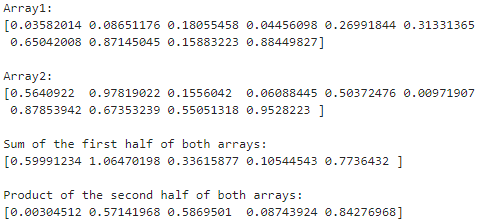 Array1:
[0.03582014 0.08651176 0.18055458 0.04456098 0.26991844 0.31331365
 0.65042008 0.87145045 0.15883223 0.88449827]

Array2:
[0.5640922  0.97819022 0.1556042  0.06088445 0.50372476 0.00971907
 0.87853942 0.67353239 0.55051318 0.9528223 ]

Sum of the first half of both arrays:
[0.59991234 1.06470198 0.33615877 0.10544543 0.7736432 ]

Product of the second half of both arrays:
[0.00304512 0.57141968 0.5869501  0.08743924 0.84276968]